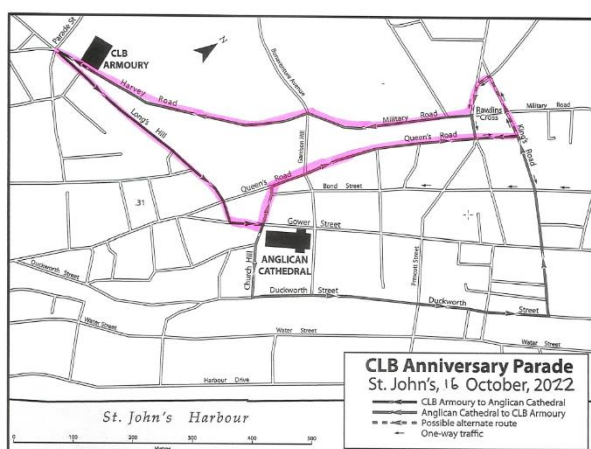 Parade St
CLB
ARMOURY
N
Harvey Road
Long's Hill
Bonaventure Avenue
Garrison Hill
Military Road
Rawlins
Cross
Military Road
Queen's Road
King's Road
Queen's Road
Bond Street
.31
Gower Street
ANGLICAN
CATHEDRAL
Church Hill
Prescott Street
Duckworth Street
Duckworth Street
Duckworth Street
Water Street
Water Street
Water Street
Harbour Drive
St. John's Harbour
0 100 200 300 400 500
Metres
CLB Anniversary Parade
St. John's, 16 October, 2022
CLB Armoury to Anglican Cathedral
Anglican Cathedral to CLB Armoury
Possible alternate route
One-way traffic